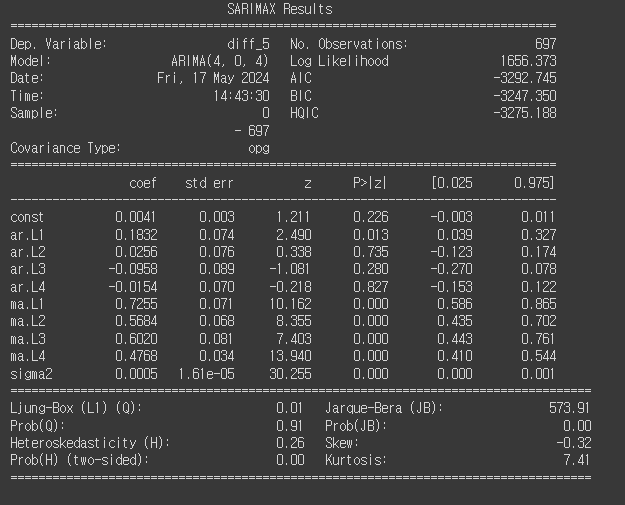 SARIMAX Results
==============================================================================
Dep. Variable: diff_5 No. Observations: 697
Model: ARIMA(4, 0, 4) Log Likelihood 1656.373
Date: Fri, 17 May 2024 AIC -3292.745
Time: 14:43:30 BIC -3247.350
Sample: 0 HQIC -3275.188
- 697
Covariance Type: opg
==============================================================================
coef std err z P>|z| [0.025 0.975]
------------------------------------------------------------------------------
const 0.0041 0.003 1.211 0.226 -0.003 0.011
ar.L1 0.1832 0.074 2.490 0.013 0.039 0.327
ar.L2 0.0256 0.076 0.338 0.735 -0.123 0.174
ar.L3 -0.0958 0.089 -1.081 0.280 -0.270 0.078
ar.L4 -0.0154 0.070 -0.218 0.827 -0.153 0.122
ma.L1 0.7255 0.071 10.162 0.000 0.586 0.865
ma.L2 0.5684 0.068 8.355 0.000 0.435 0.702
ma.L3 0.6020 0.081 7.403 0.000 0.443 0.761
ma.L4 0.4768 0.034 13.940 0.000 0.410 0.544
sigma2 0.0005 1.61e-05 30.255 0.000 0.000 0.001
===================================================================================
Ljung-Box (L1) (Q): 0.01 Jarque-Bera (JB): 573.91
Prob(Q): 0.91 Prob(JB): 0.00
Heteroskedasticity (H): 0.26 Skew: -0.32
Prob(H) (two-sided): 0.00 Kurtosis: 7.41
===================================================================================